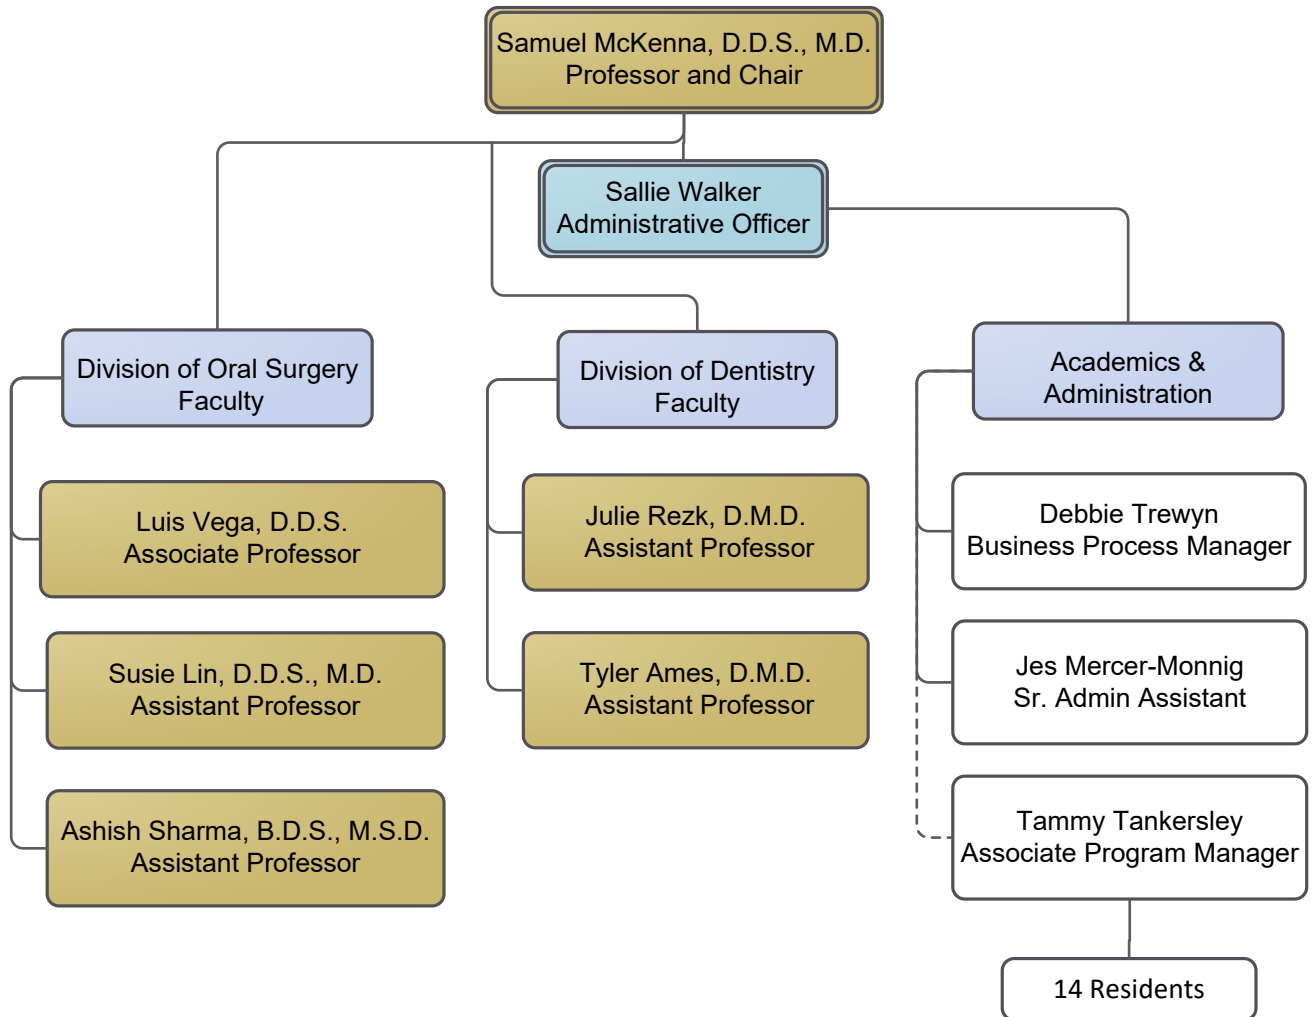 Samuel McKenna, D.D.S., M.D.
Professor and Chair
Sallie Walker
Administrative Officer
Division of Oral Surgery
Faculty
Division of Dentistry
Faculty
Academics &
Administration
Luis Vega, D.D.S.
Associate Professor
Susie Lin, D.D.S., M.D.
Assistant Professor
Ashish Sharma, B.D.S., M.S.D.
Assistant Professor
Julie Rezk, D.M.D.
Assistant Professor
Tyler Ames, D.M.D.
Assistant Professor
Debbie Trewyn
Business Process Manager
Jes Mercer-Monnig
Sr. Admin Assistant
Tammy Tankersley
Associate Program Manager
14 Residents